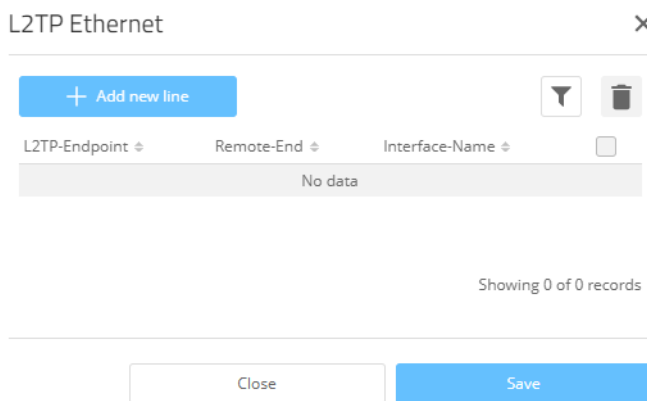 L2TP Ethernet
Add new line
L2TP-Endpoint Remote-End Interface-Name
No data
Showing 0 of 0 records
Close Save